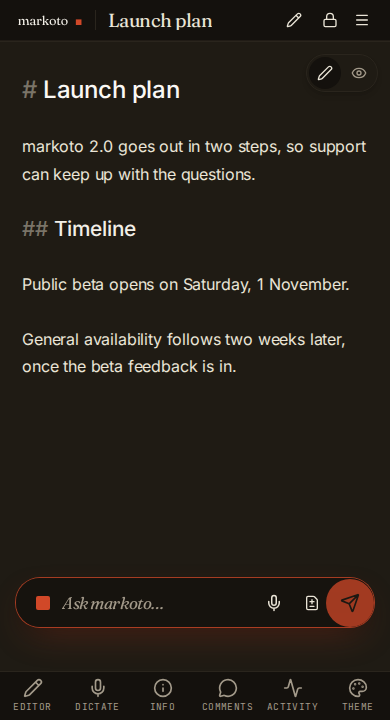 markoto
Launch plan
# Launch plan
markoto 2.0 goes out in two steps, so support
can keep up with the questions.
## Timeline
Public beta opens on Saturday, 1 November.
General availability follows two weeks later,
once the beta feedback is in.
Ask markoto...
EDITOR DICTATE INFO COMMENTS ACTIVITY THEME